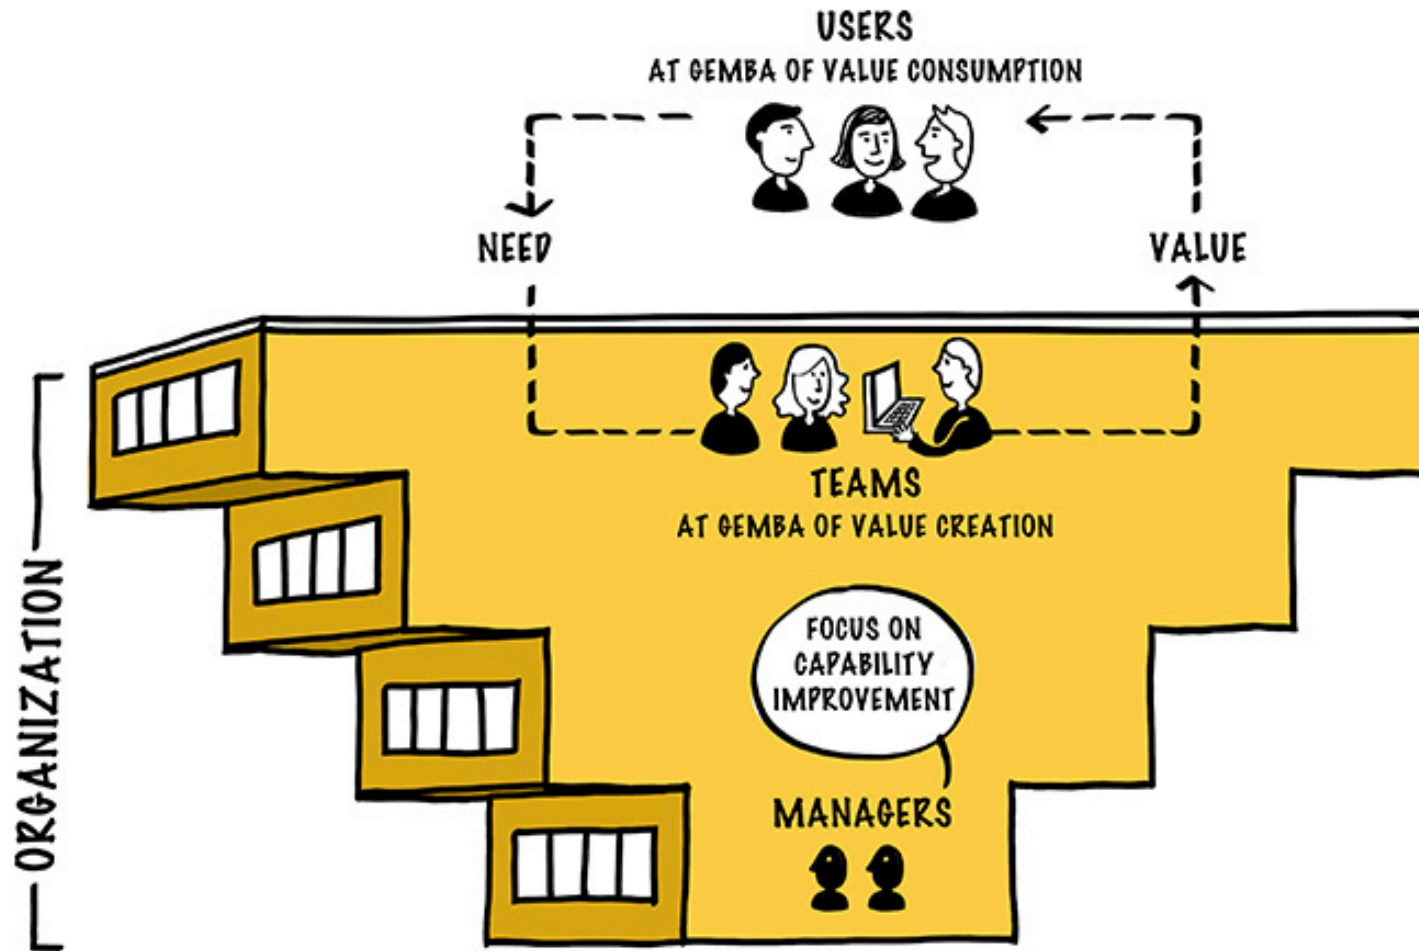 USERS
AT GEMBA OF VALUE CONSUMPTION
NEED
VALUE
TEAMS
AT GEMBA OF VALUE CREATION
FOCUS ON
CAPABILITY
IMPROVEMENT
MANAGERS
ORGANIZATION